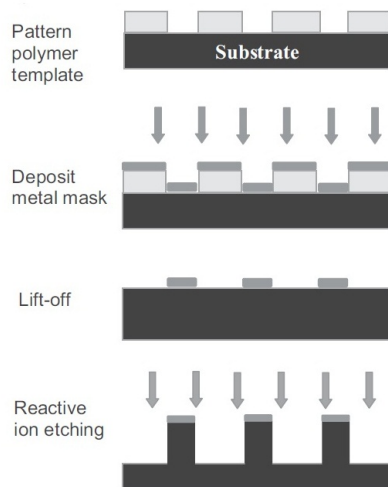 Pattern
polymer
template
Substrate
Deposit
metal mask
Lift-off
Reactive
ion etching